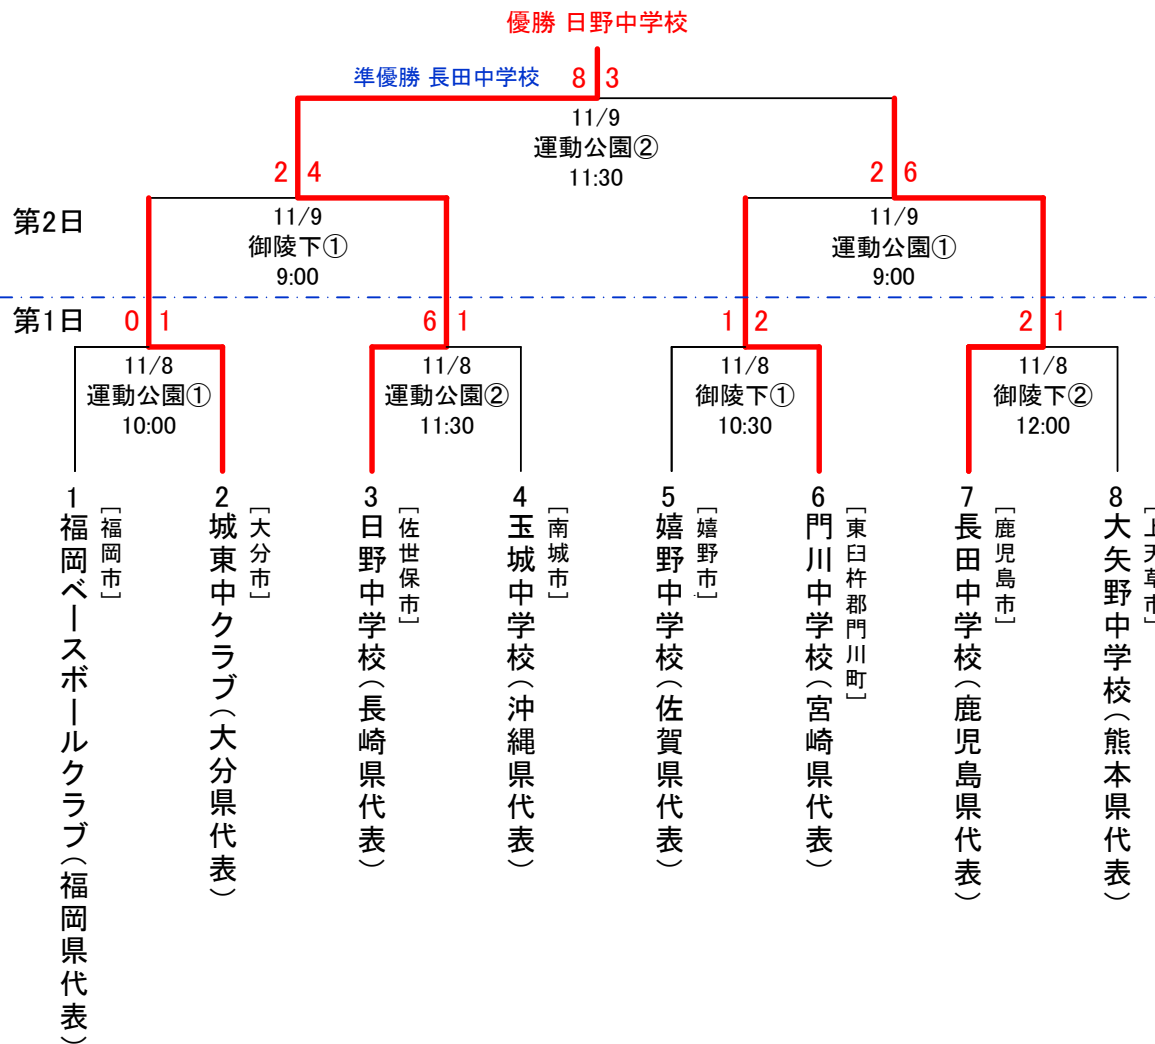 優勝 日野中学校
準優勝 長田中学校
8 3
11/9
運動公園②
11:30
2 4
2 6
第2日
11/9
御陵下①
9:00
11/9
運動公園①
9:00
第1日
0 1
6 1
1 2
2 1
11/8
運動公園①
10:00
11/8
運動公園②
11:30
11/8
御陵下①
10:30
11/8
御陵下②
12:00
1
福岡ベースボールクラブ(福岡県代表)
[福岡市]
2
城東中クラブ(大分県代表)
[大分市]
3
日野中学校(長崎県代表)
[佐世保市]
4
玉城中学校(沖縄県代表)
[南城市]
5
嬉野中学校(佐賀県代表)
[嬉野市]
6
門川中学校(宮崎県代表)
[東臼杵郡門川町]
7
長田中学校(鹿児島県代表)
[鹿児島市]
8
大矢野中学校(熊本県代表)
[上天草市]